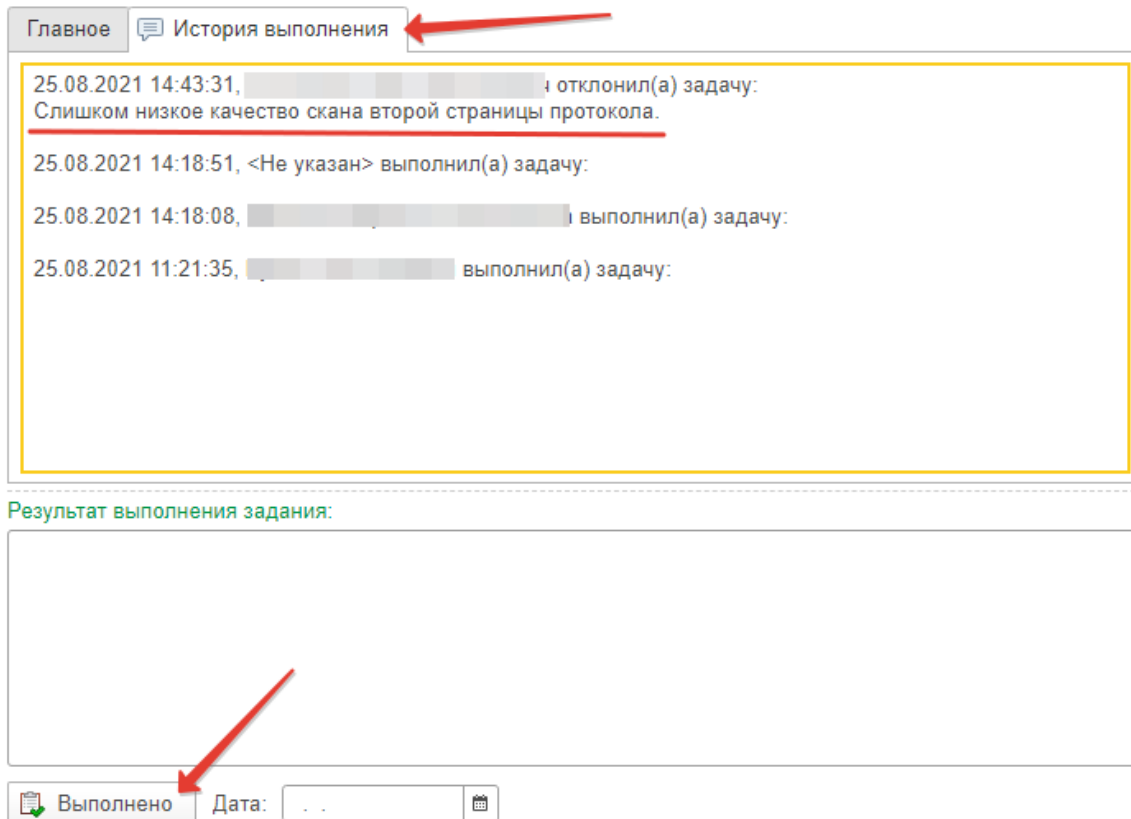 Главное
История выполнения
25.08.2021 14:43:31, отклонил(а) задачу:
Слишком низкое качество скана второй страницы протокола.
25.08.2021 14:18:51, <Не указан> выполнил(а) задачу:
25.08.2021 14:18:08, выполнил(а) задачу:
25.08.2021 11:21:35, выполнил(а) задачу:
Результат выполнения задания:
Выполнено Дата: . .